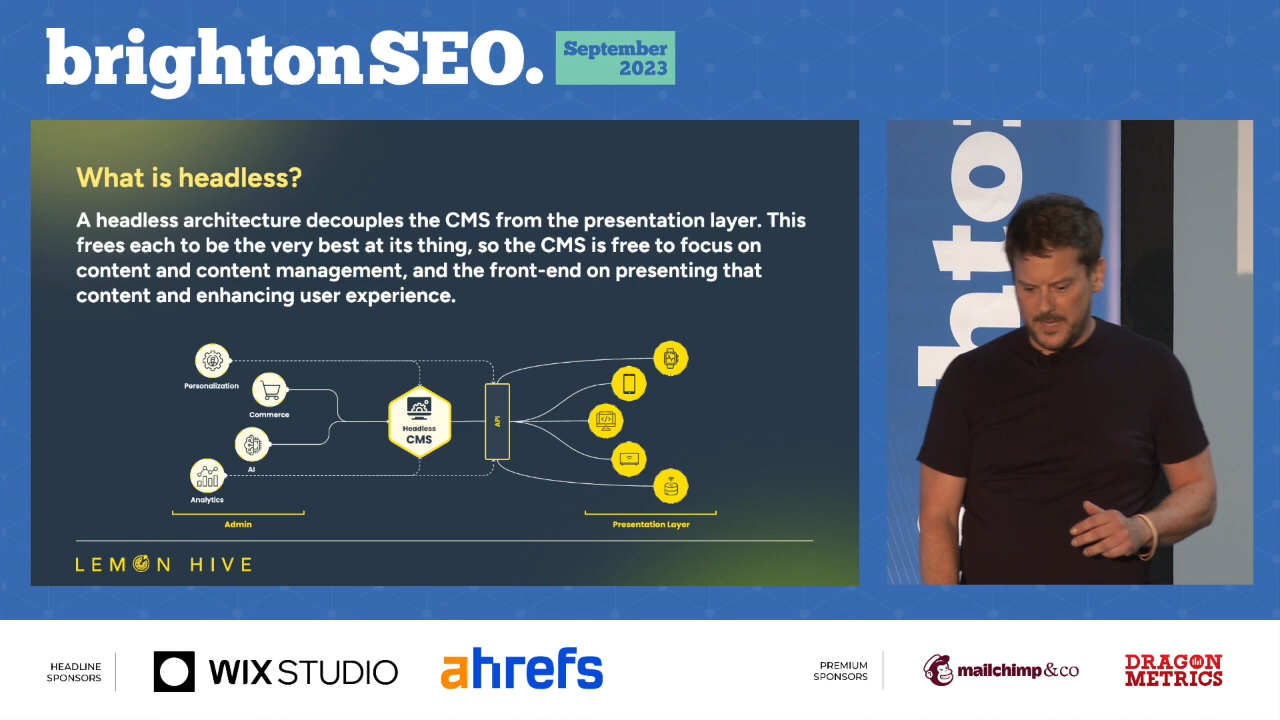 brightonSEO.
September
2023
What is headless?
A headless architecture decouples the CMS from the presentation layer. This
frees each to be the very best at its thing, so the CMS is free to focus on
content and content management, and the front-end on presenting that
content and enhancing user experience.
Personalization
Commerce
AI
Analytics
Admin
Headless
CMS
API
Presentation Layer
LEMON HIVE
hto
HEADLINE
SPONSORS
WIX STUDIO
ahrefs
PREMIUM
SPONSORS
mailchimp&co
DRAGON
METRICS